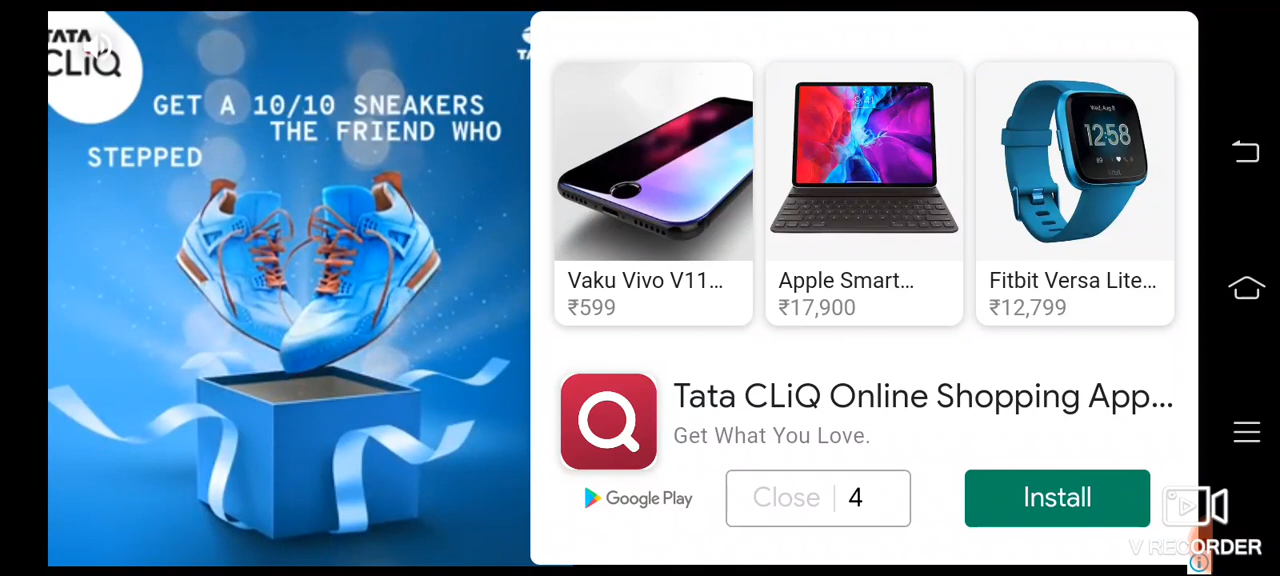 TATA
CLiQ
GET A 10/10 SNEAKERS
THE FRIEND WHO
STEPPED
12:58
Vaku Vivo V11...
₹599
Apple Smart...
₹17,900
Fitbit Versa Lite...
₹12,799
Tata CLiQ Online Shopping App...
Get What You Love.
Google Play
Close | 4
Install
V RECORDER